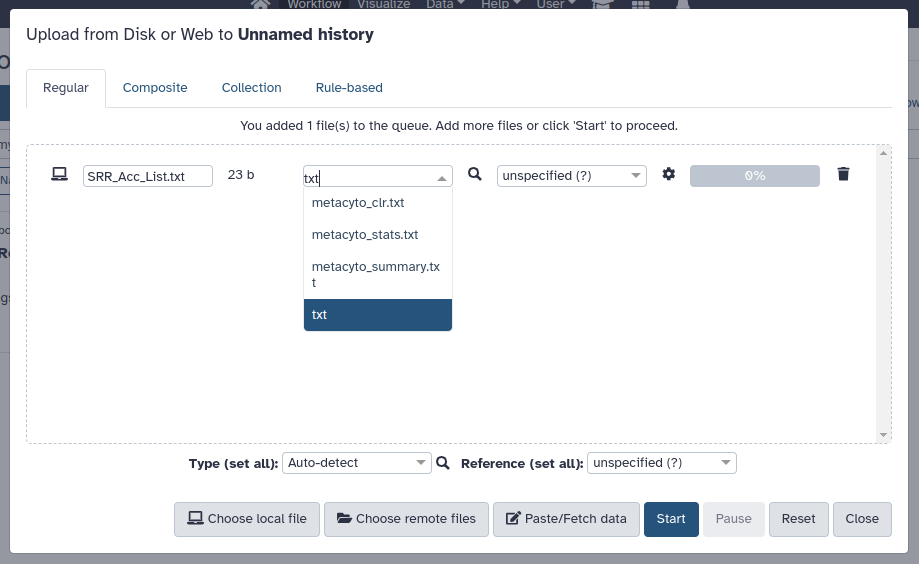 Workflow Visualize Data Help User
Upload from Disk or Web to Unnamed history
Regular Composite Collection Rule-based
You added 1 file(s) to the queue. Add more files or click 'Start' to proceed.
SRR_Acc_List.txt 23 b txt unspecified (?) 0%
metacyto_clr.txt
metacyto_stats.txt
metacyto_summary.tx
t
txt
Type (set all): Auto-detect Reference (set all): unspecified (?)
Choose local file Choose remote files Paste/Fetch data Start Pause Reset Close